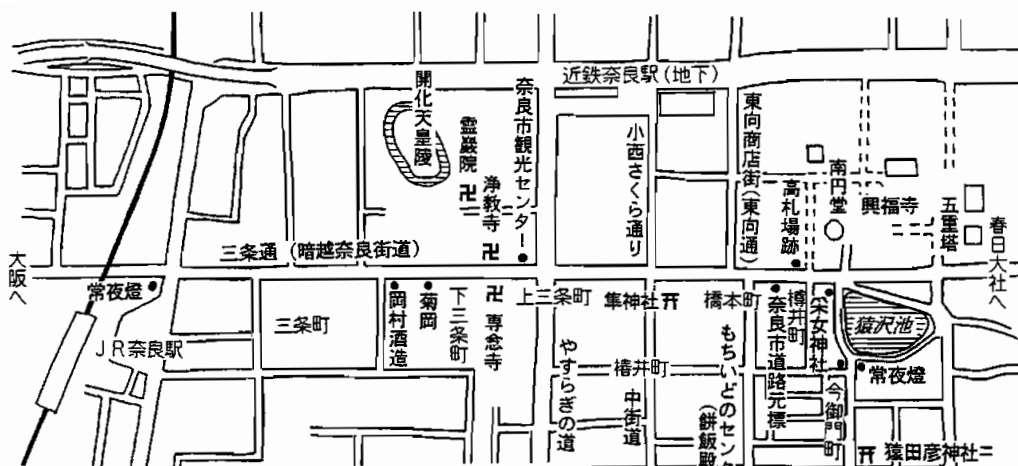 近鉄奈良駅(地下)
開化天皇陵
霊巖院
浄教寺
奈良市観光センター
小西さくら通り
東向商店街(東向通)
高札場跡
南円堂
興福寺
五重塔
春日大社へ
三条通(暗越奈良街道)
大阪へ
常夜燈
JR奈良駅
三条町
岡村酒造
菊岡
下三条町
専念寺
上三条町
隼神社
橋本町
奈良市道路元標
樽井町
采女神社
猿沢池
常夜燈
やすらぎの道
椿井町
中街道
もちいどのセンタ
(餅飯殿
今御門町
猿田彦神社